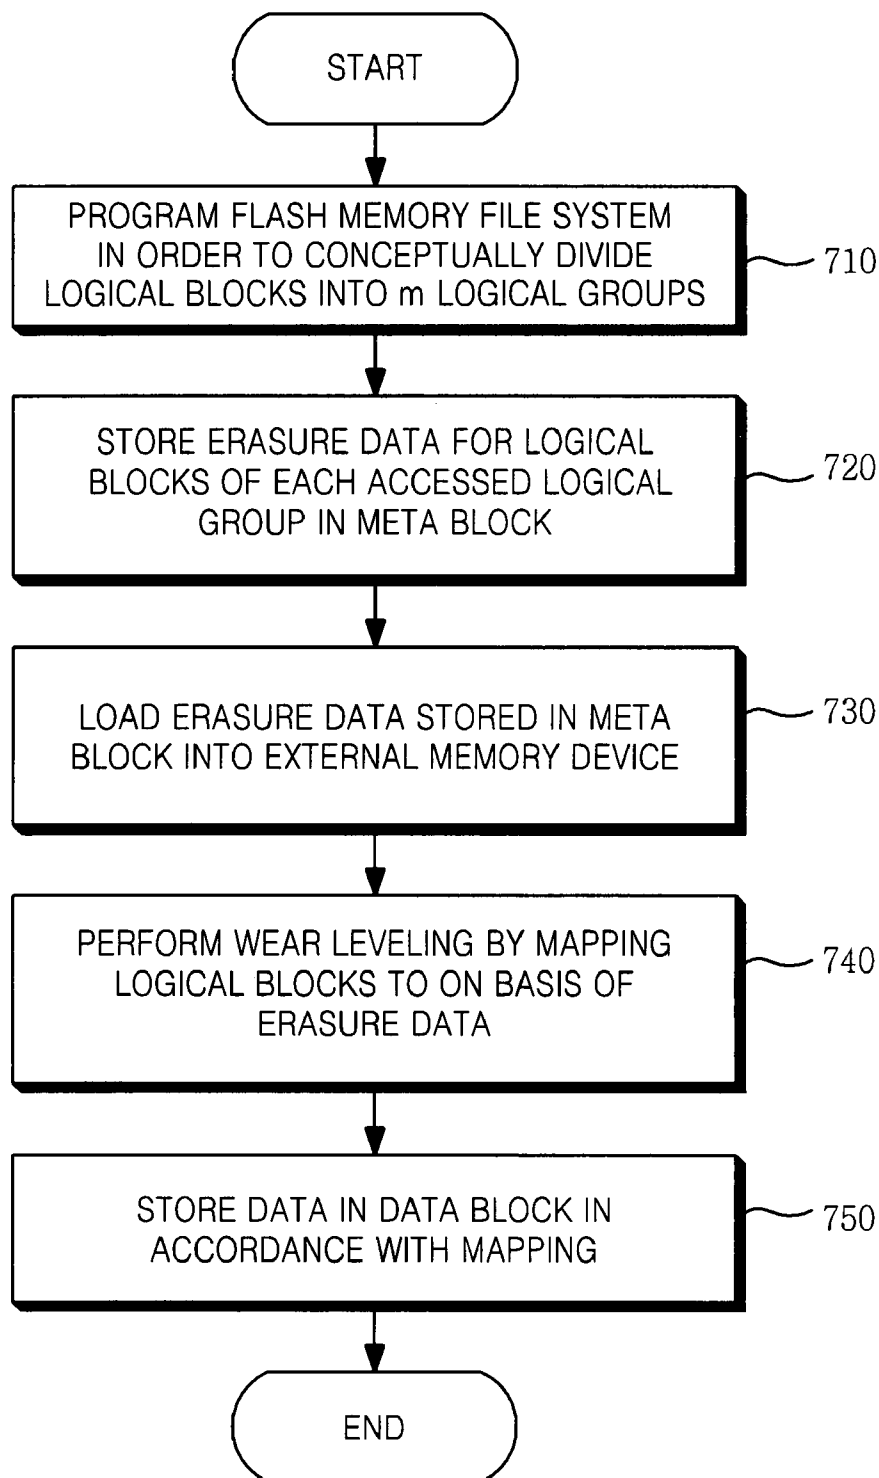 START
PROGRAM FLASH MEMORY FILE SYSTEM
IN ORDER TO CONCEPTUALLY DIVIDE
LOGICAL BLOCKS INTO m LOGICAL GROUPS
710
STORE ERASURE DATA FOR LOGICAL
BLOCKS OF EACH ACCESSED LOGICAL
GROUP IN META BLOCK
720
LOAD ERASURE DATA STORED IN META
BLOCK INTO EXTERNAL MEMORY DEVICE
730
PERFORM WEAR LEVELING BY MAPPING
LOGICAL BLOCKS TO ON BASIS OF
ERASURE DATA
740
STORE DATA IN DATA BLOCK IN
ACCORDANCE WITH MAPPING
750
END